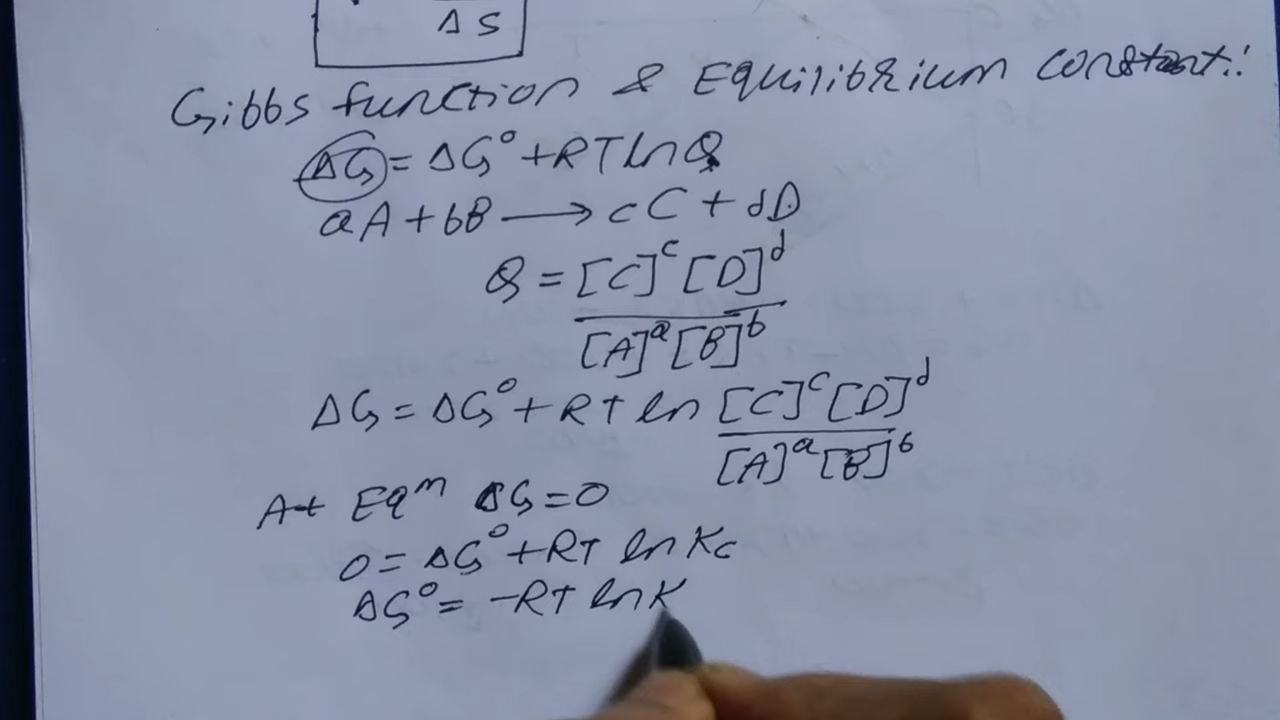 ΔS
Gibbs function & Equilibrium constant:
ΔG = ΔG° + RT ln Q
aA + bB ⟶ cC + dD
Q = [C]^c [D]^d
[A]^a [B]^b
ΔG = ΔG° + RT ln [C]^c [D]^d
[A]^a [B]^b
At Eqm ΔG = 0
0 = ΔG° + RT ln Kc
ΔG° = -RT ln K